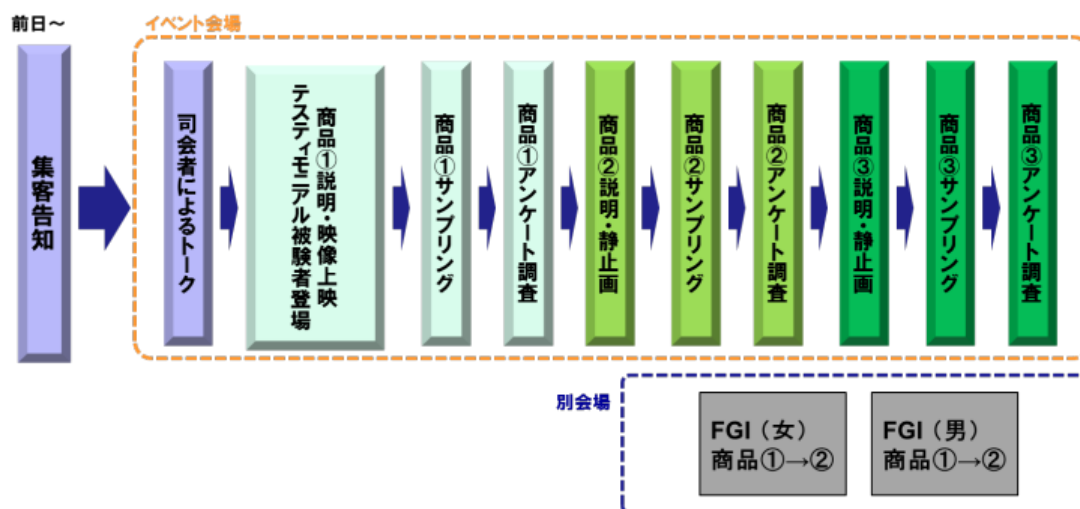 前日～
イベント会場
集客告知
司会者によるトーク
商品①説明・映像上映
テスティモニアル被験者登場
商品①サンプリング
商品①アンケート調査
商品②説明・静止画
商品②サンプリング
商品②アンケート調査
商品③説明・静止画
商品③サンプリング
商品③アンケート調査
別会場
FGI（女）
商品①→②
FGI（男）
商品①→②